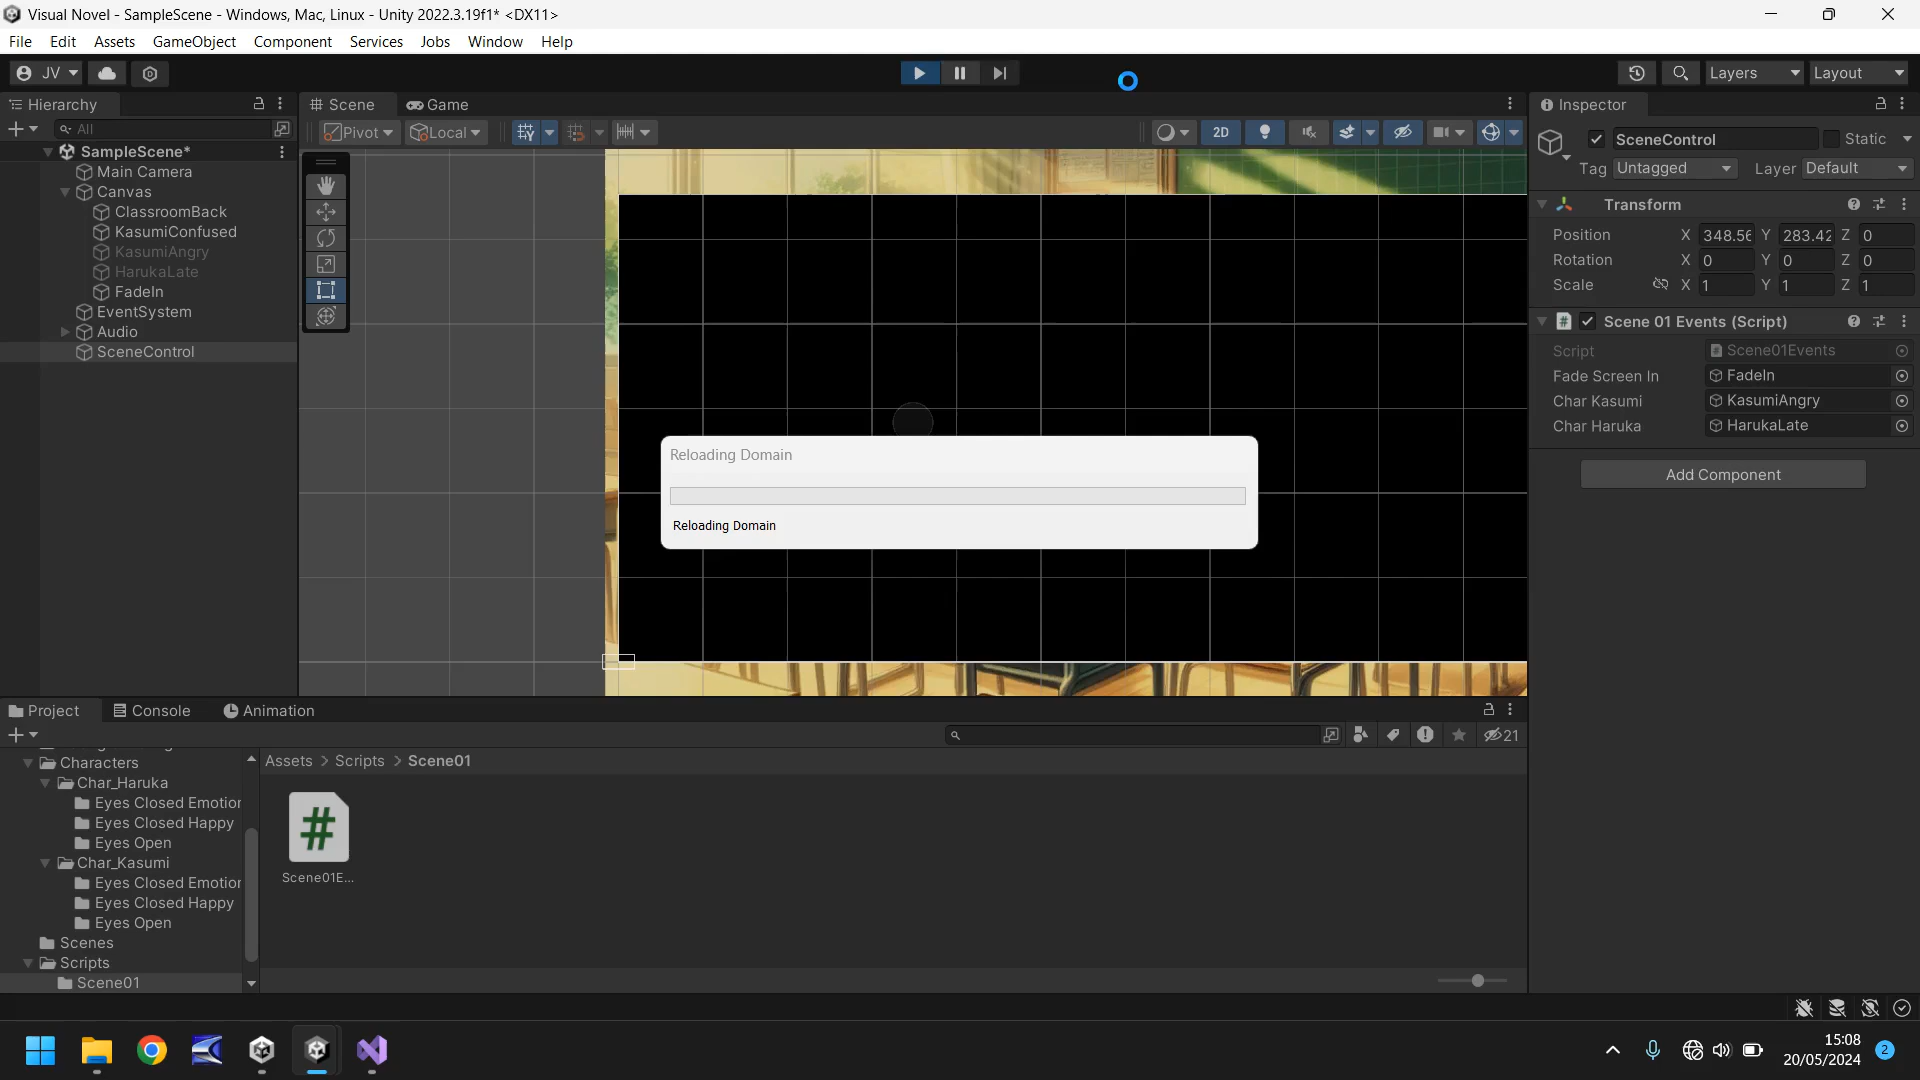 Visual Novel - SampleScene - Windows, Mac, Linux - Unity 2022.3.19f1* <DX11>
File Edit Assets GameObject Component Services Jobs Window Help
JV Layers Layout
Hierarchy
All
SampleScene*
Main Camera
Canvas
ClassroomBack
KasumiConfused
KasumiAngry
HarukaLate
FadeIn
EventSystem
Audio
SceneControl
Scene Game
Pivot Local 2D
Reloading Domain
Reloading Domain
Inspector
SceneControl Static
Tag Untagged Layer Default
Transform
Position X 348.56 Y 283.42 Z 0
Rotation X 0 Y 0 Z 0
Scale X 1 Y 1 Z 1
# Scene 01 Events (Script)
Script Scene01Events
Fade Screen In FadeIn
Char Kasumi KasumiAngry
Char Haruka HarukaLate
Add Component
Project Console Animation
21
Characters
Char_Haruka
Eyes Closed Emotion
Eyes Closed Happy
Eyes Open
Char_Kasumi
Eyes Closed Emotion
Eyes Closed Happy
Eyes Open
Scenes
Scripts
Scene01
Assets > Scripts > Scene01
#
Scene01E...
15:08
20/05/2024
2